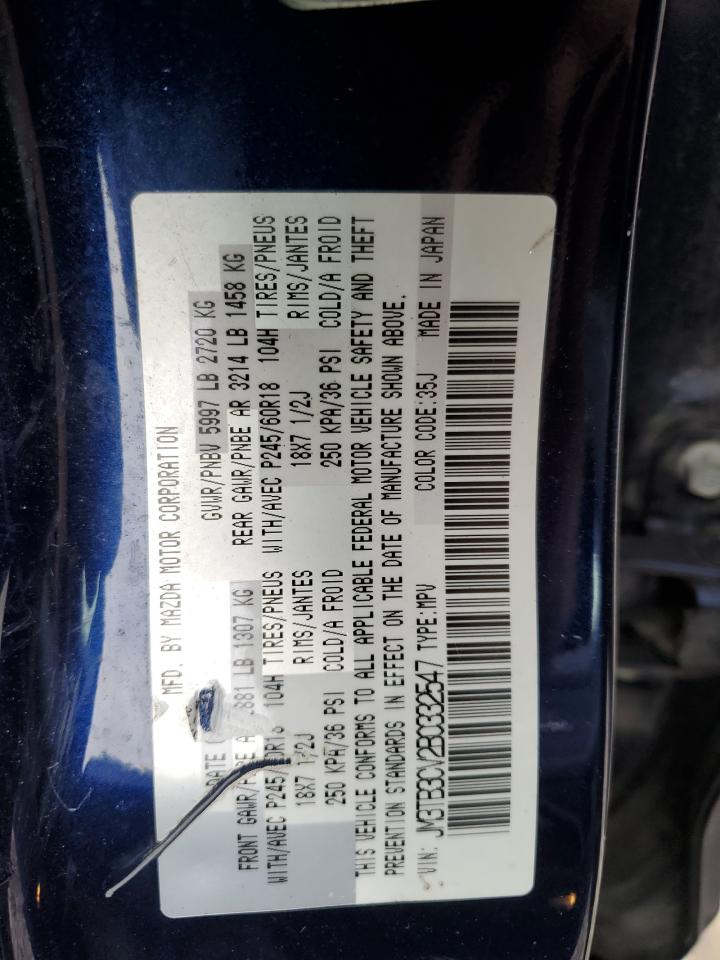 MFD. BY MAZDA MOTOR CORPORATION
DATE ( GVWR/PNBV 5997 LB 2720 KG
FRONT GAWR/PNBE A 881 LB 1307 KG REAR GAWR/PNBE AR 3214 LB 1458 KG
WITH/AVEC P245/60R18 104H TIRES/PNEUS WITH/AVEC P245/60R18 104H TIRES/PNEUS
18X7 1/2J RIMS/JANTES 18X7 1/2J RIMS/JANTES
250 KPA/36 PSI COLD/A FROID 250 KPA/36 PSI COLD/A FROID
THIS VEHICLE CONFORMS TO ALL APPLICABLE FEDERAL MOTOR VEHICLE SAFETY AND THEFT
PREVENTION STANDARDS IN EFFECT ON THE DATE OF MANUFACTURE SHOWN ABOVE.
VIN: JM3TB3CV2B0332547 TYPE:MPV COLOR CODE:35J MADE IN JAPAN